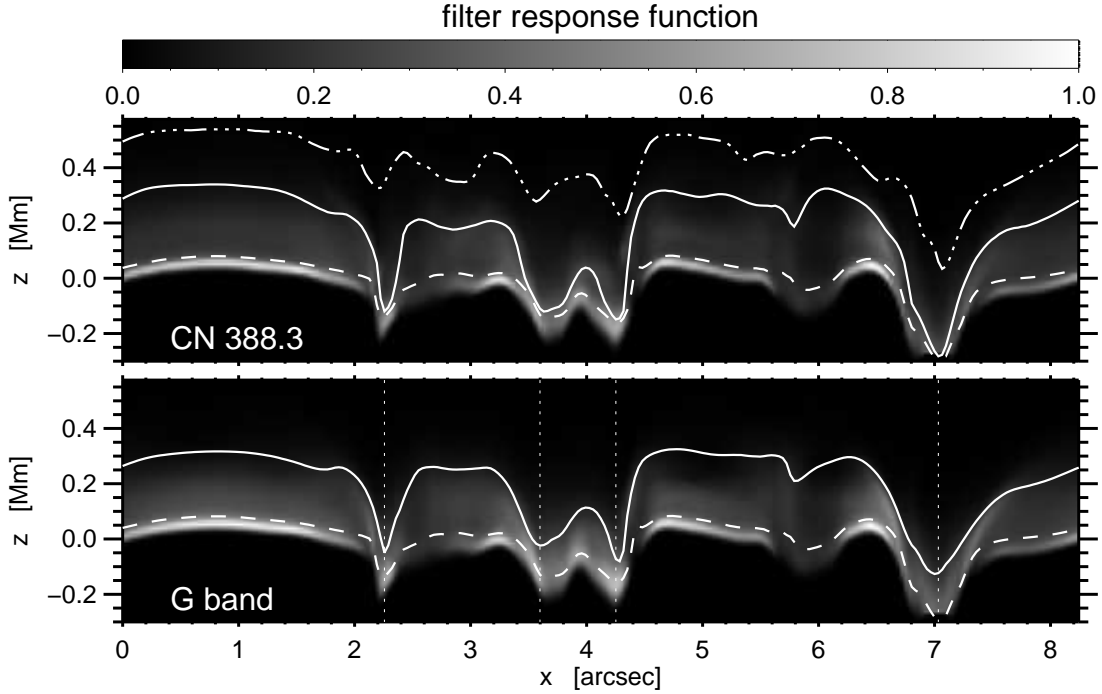 filter response function
0.0 0.2 0.4 0.6 0.8 1.0
z [Mm]
0.4
0.2
0.0
−0.2
CN 388.3
z [Mm]
0.4
0.2
0.0
−0.2
G band
0 1 2 3 4 5 6 7 8
x [arcsec]